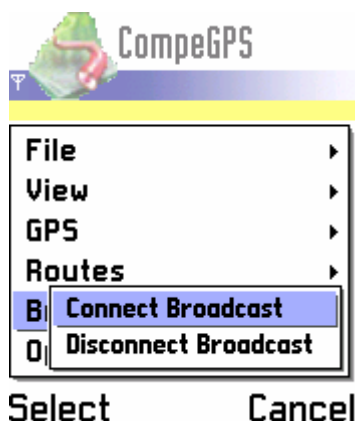 CompeGPS
File
View
GPS
Routes
Connect Broadcast
Disconnect Broadcast
Select Cancel